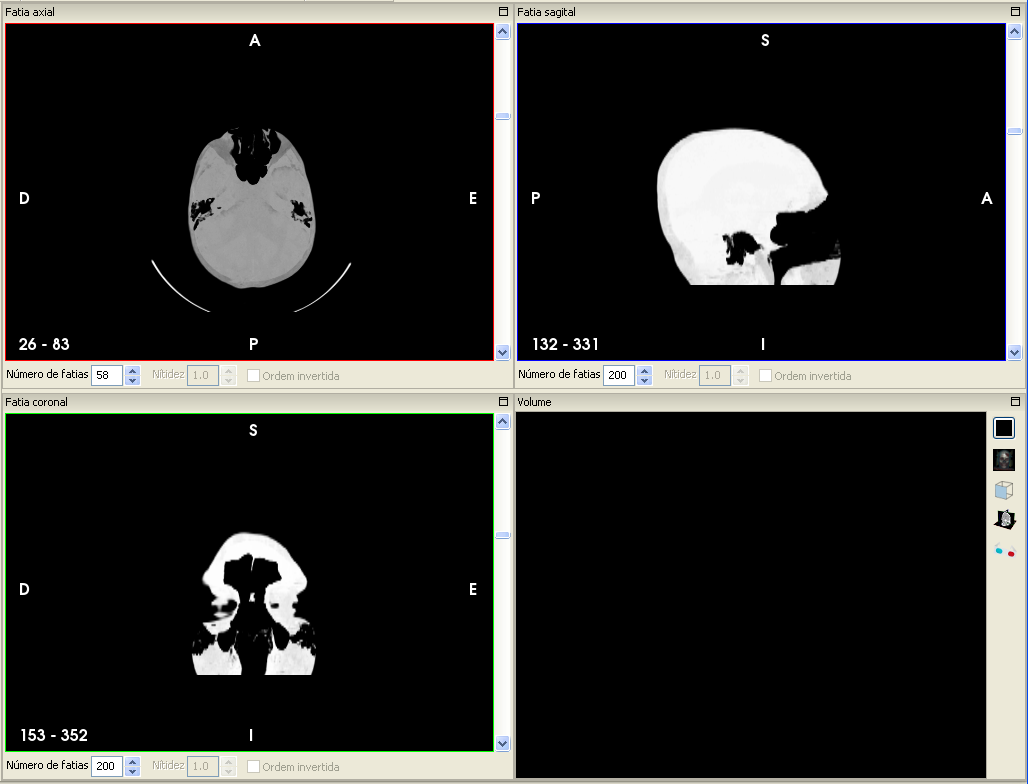 Fatia axial
A
D
E
26 - 83
P
Número de fatias 58 Nitidez 1.0 Ordem invertida
Fatia sagital
S
P
A
132 - 331
I
Número de fatias 200 Nitidez 1.0 Ordem invertida
Fatia coronal
S
D
E
153 - 352
I
Número de fatias 200 Nitidez 1.0 Ordem invertida
Volume